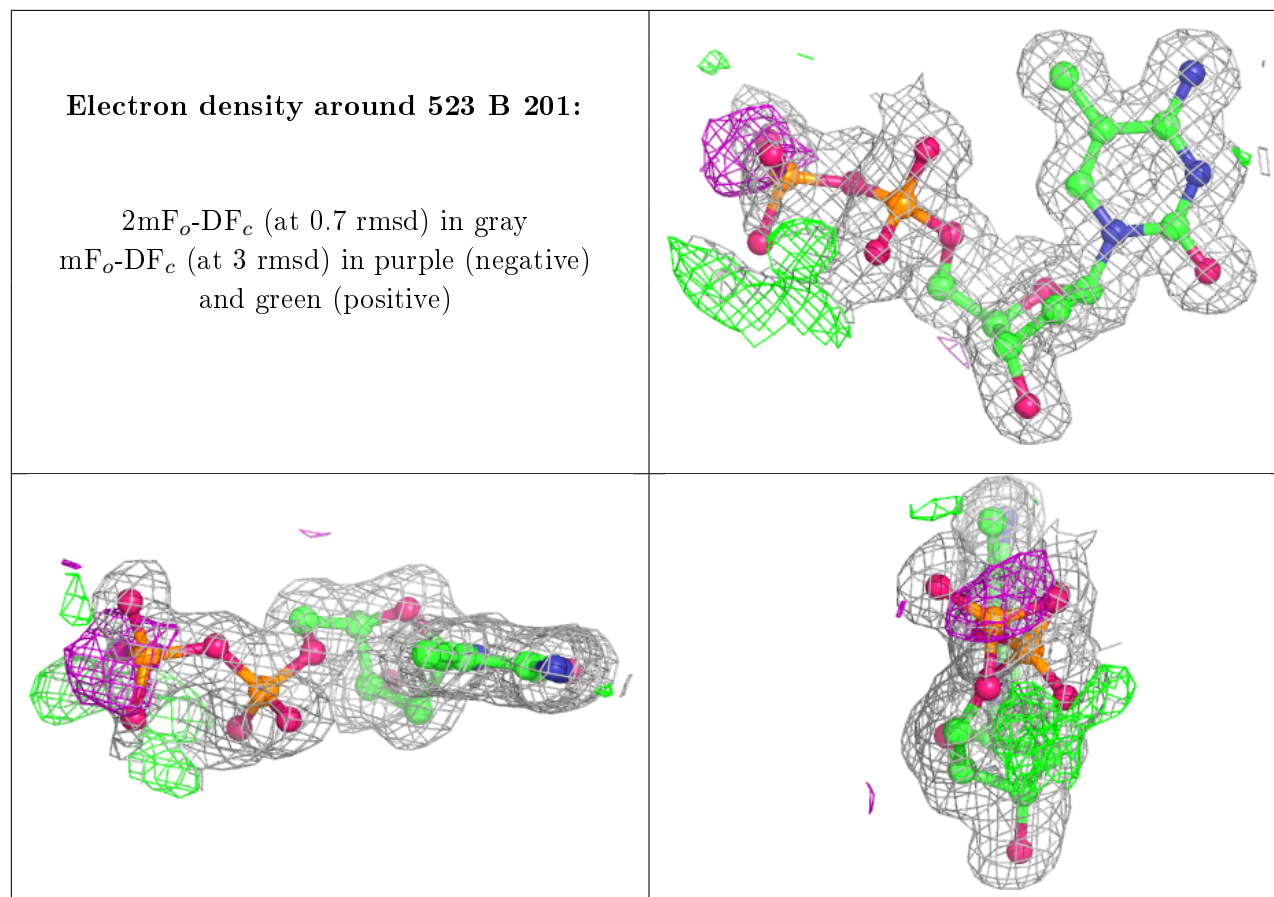 Electron density around 523 B 201:
2mFₒ-DF𝒸 (at 0.7 rmsd) in gray
mFₒ-DF𝒸 (at 3 rmsd) in purple (negative)
and green (positive)